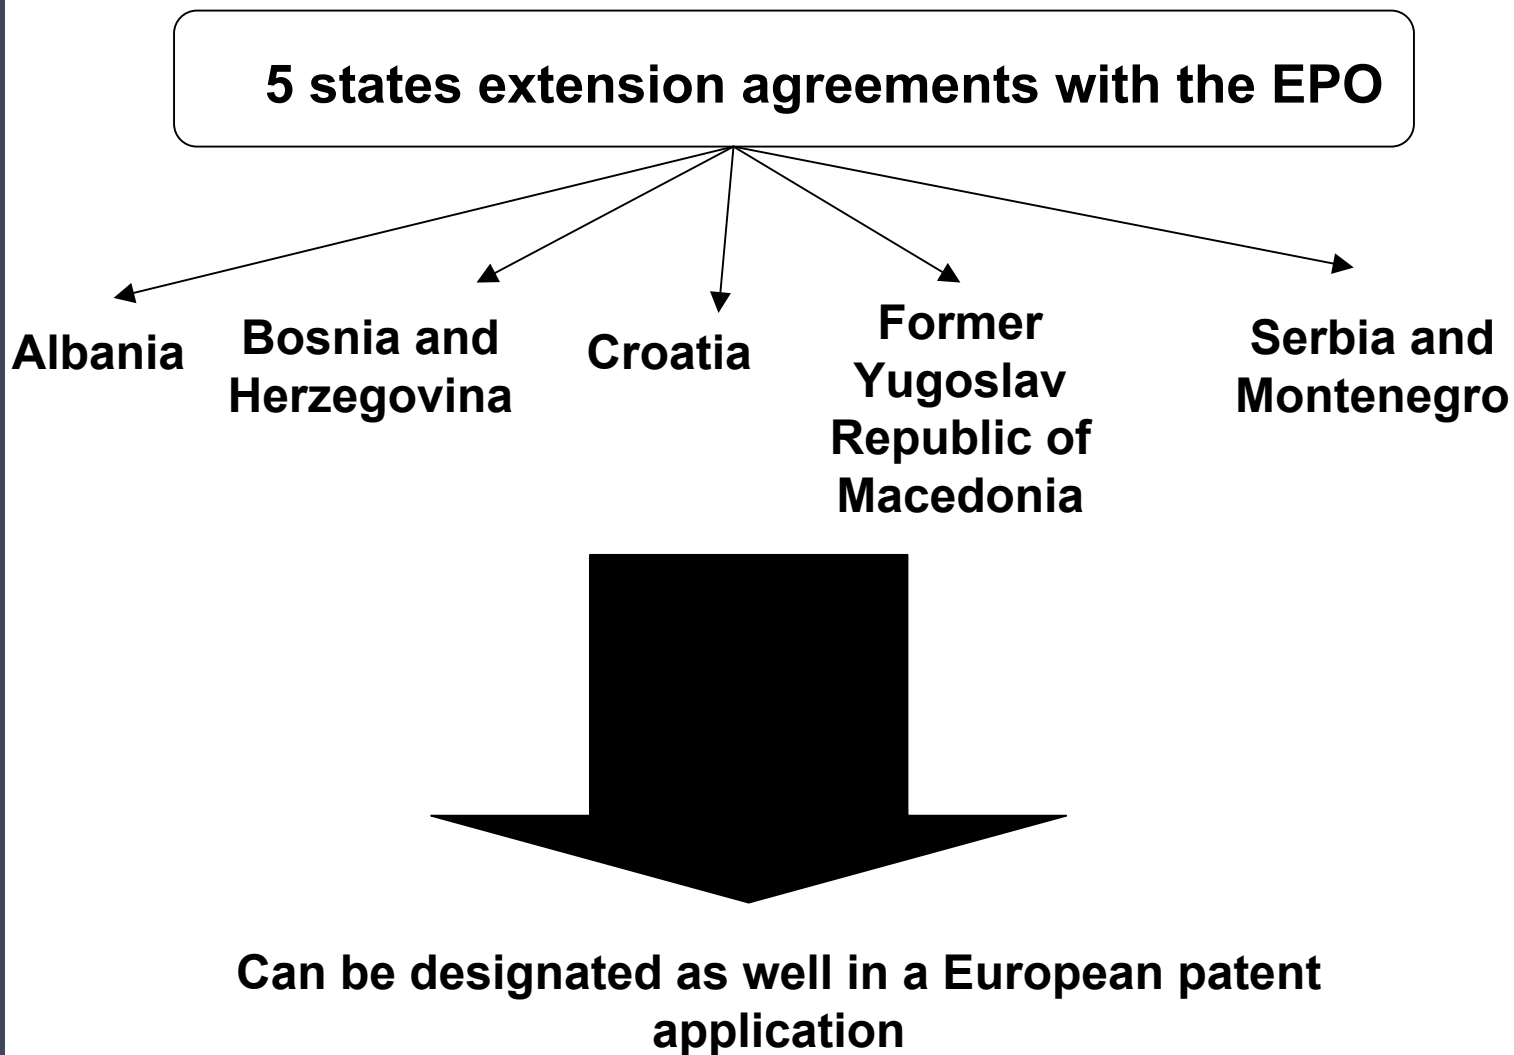 5 states extension agreements with the EPO
Albania
Bosnia and
Herzegovina
Croatia
Former
Yugoslav
Republic of
Macedonia
Serbia and
Montenegro
Can be designated as well in a European patent
application